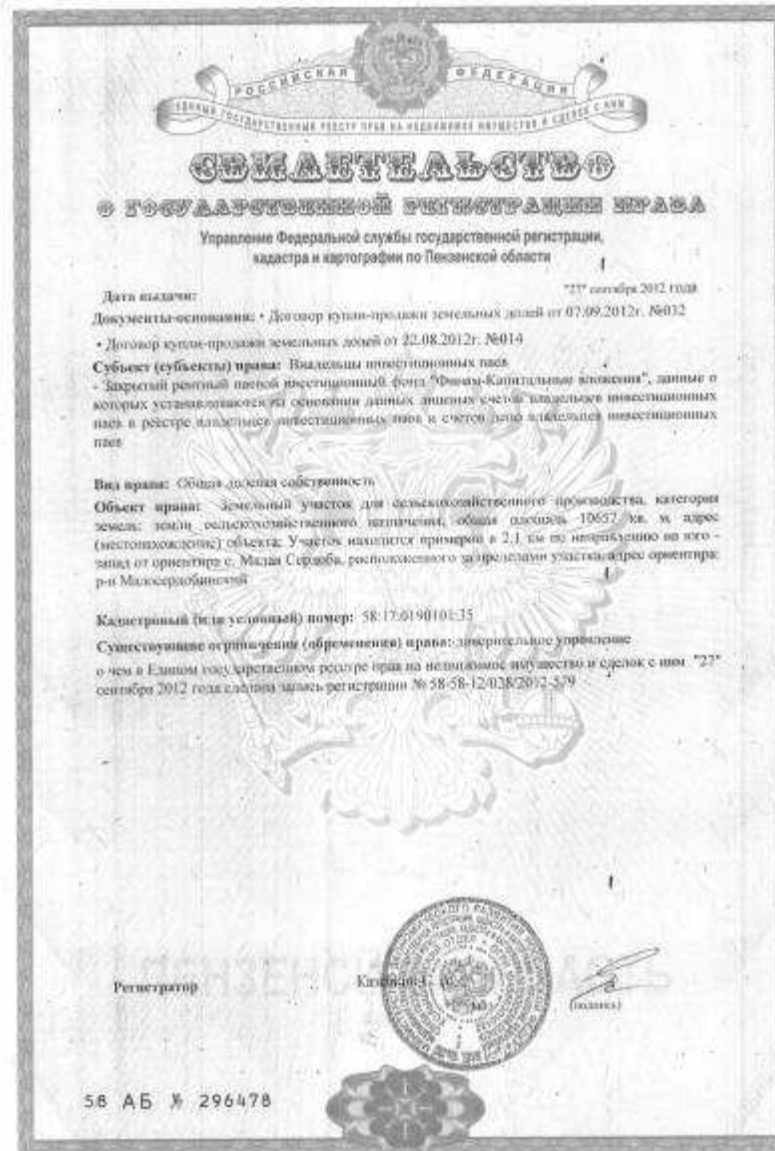 РОССИЙСКАЯ ФЕДЕРАЦИЯ
ЕДИНЫЙ ГОСУДАРСТВЕННЫЙ РЕЕСТР ПРАВ НА НЕДВИЖИМОЕ ИМУЩЕСТВО И СДЕЛОК С НИМ
СВИДЕТЕЛЬСТВО
О ГОСУДАРСТВЕННОЙ РЕГИСТРАЦИИ ПРАВА
Управление Федеральной службы государственной регистрации,
кадастра и картографии по Пензенской области
Дата выдачи: "27" сентября 2012 года
Документы-основания: • Договор купли-продажи земельных долей от 07.09.2012г. №032
• Договор купли-продажи земельных долей от 22.08.2012г. №014
Субъект (субъекты) права: Владельцы инвестиционных паев
- Закрытый рентный паевой инвестиционный фонд "Финам-Капитальные вложения", данные о
которых устанавливаются на основании данных лицевых счетов владельцев инвестиционных
паев в реестре владельцев инвестиционных паев и счетов депо владельцев инвестиционных
паев
Вид права: Общая долевая собственность
Объект права: Земельный участок для сельскохозяйственного производства, категория
земель: земли сельскохозяйственного назначения, общая площадь 10657 кв. м, адрес
(местонахождение) объекта: Участок находится примерно в 2,1 км по направлению на юго -
запад от ориентира с. Малая Сердоба, расположенного за пределами участка, адрес ориентира:
р-н Малосердобинский
Кадастровый (или условный) номер: 58:17:0190101:35
Существующие ограничения (обременения) права: доверительное управление
о чем в Едином государственном реестре прав на недвижимое имущество и сделок с ним "27"
сентября 2012 года сделана запись регистрации № 58-58-12/028/2012-579
Регистратор
(подпись)
58 АБ № 296478